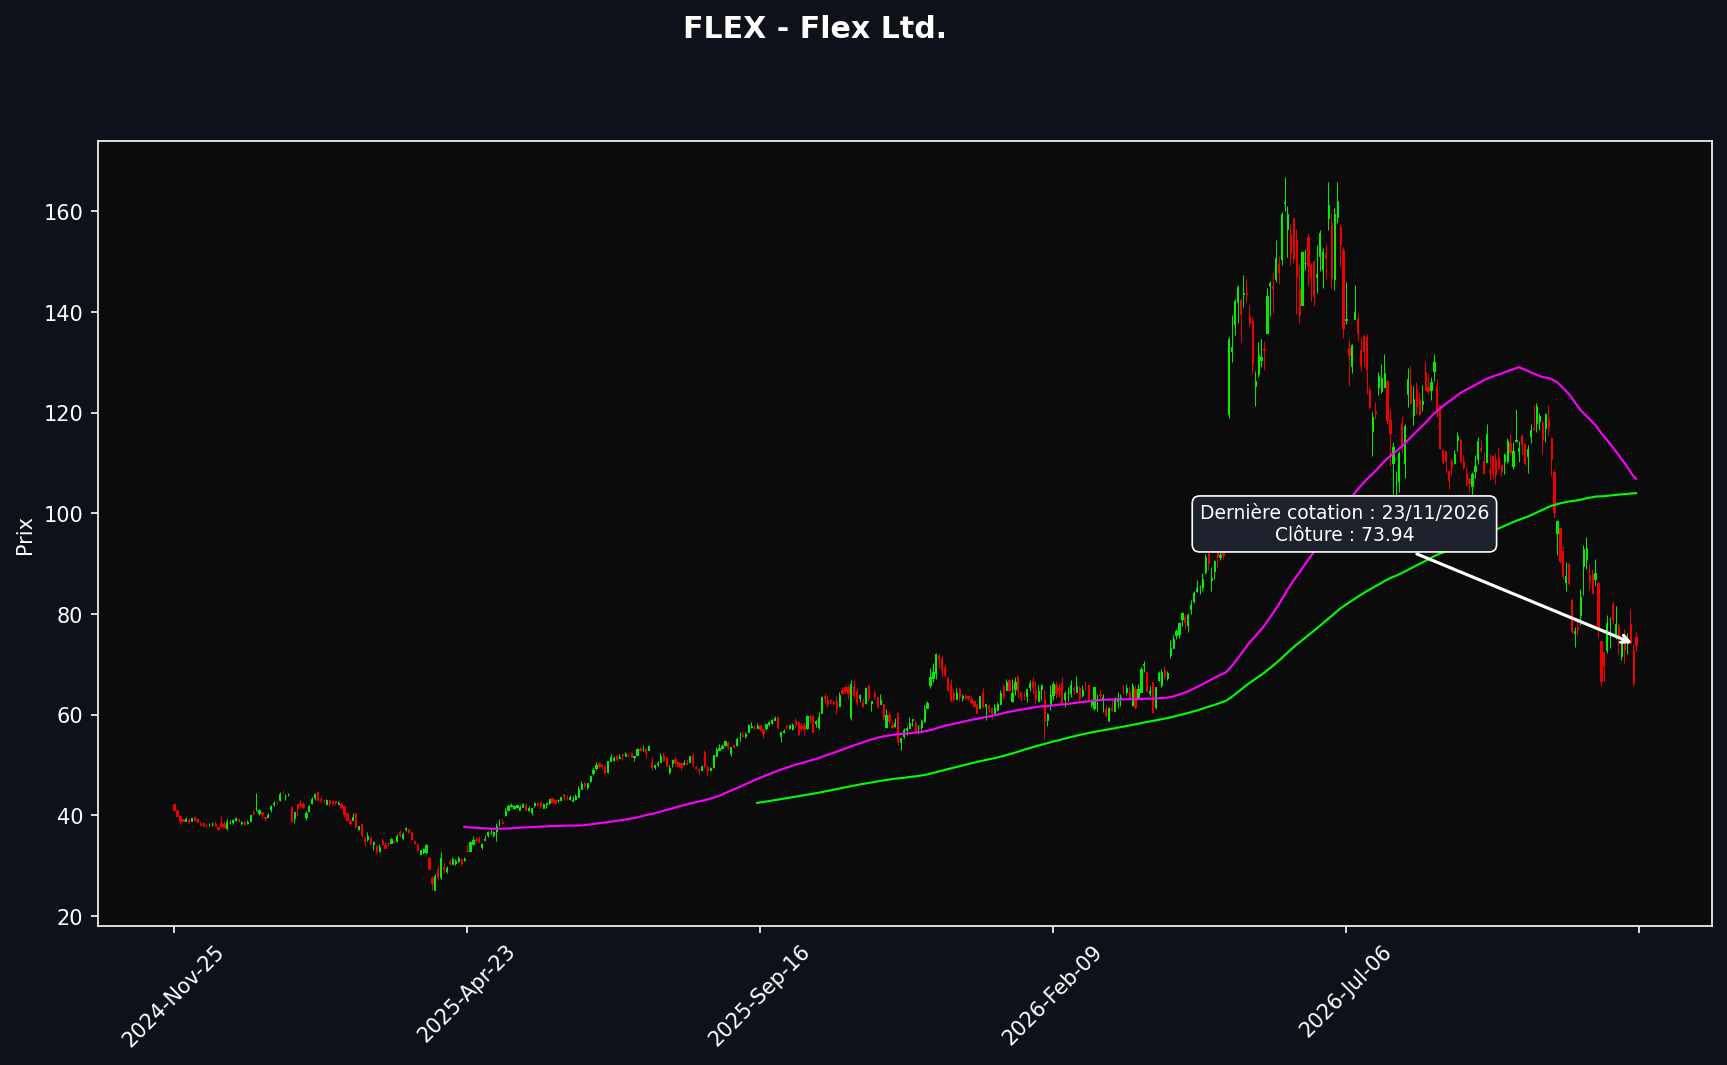 FLEX - Flex Ltd.
Prix
160
140
120
100
80
60
40
20
Dernière cotation : 23/11/2026
Clôture : 73.94
2024-Nov-25
2025-Apr-23
2025-Sep-16
2026-Feb-09
2026-Jul-06